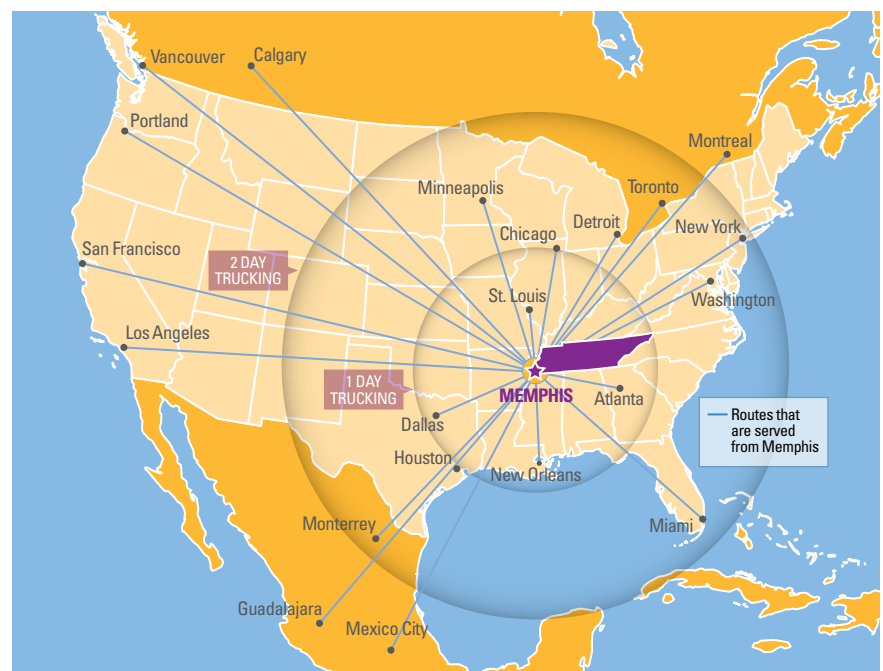 Vancouver
Calgary
Portland
Montreal
Minneapolis
Toronto
Detroit
New York
Chicago
San Francisco
2 DAY
TRUCKING
St. Louis
Washington
Los Angeles
1 DAY
TRUCKING
MEMPHIS
Atlanta
Dallas
Routes that
are served
from Memphis
Houston
New Orleans
Monterrey
Miami
Guadalajara
Mexico City